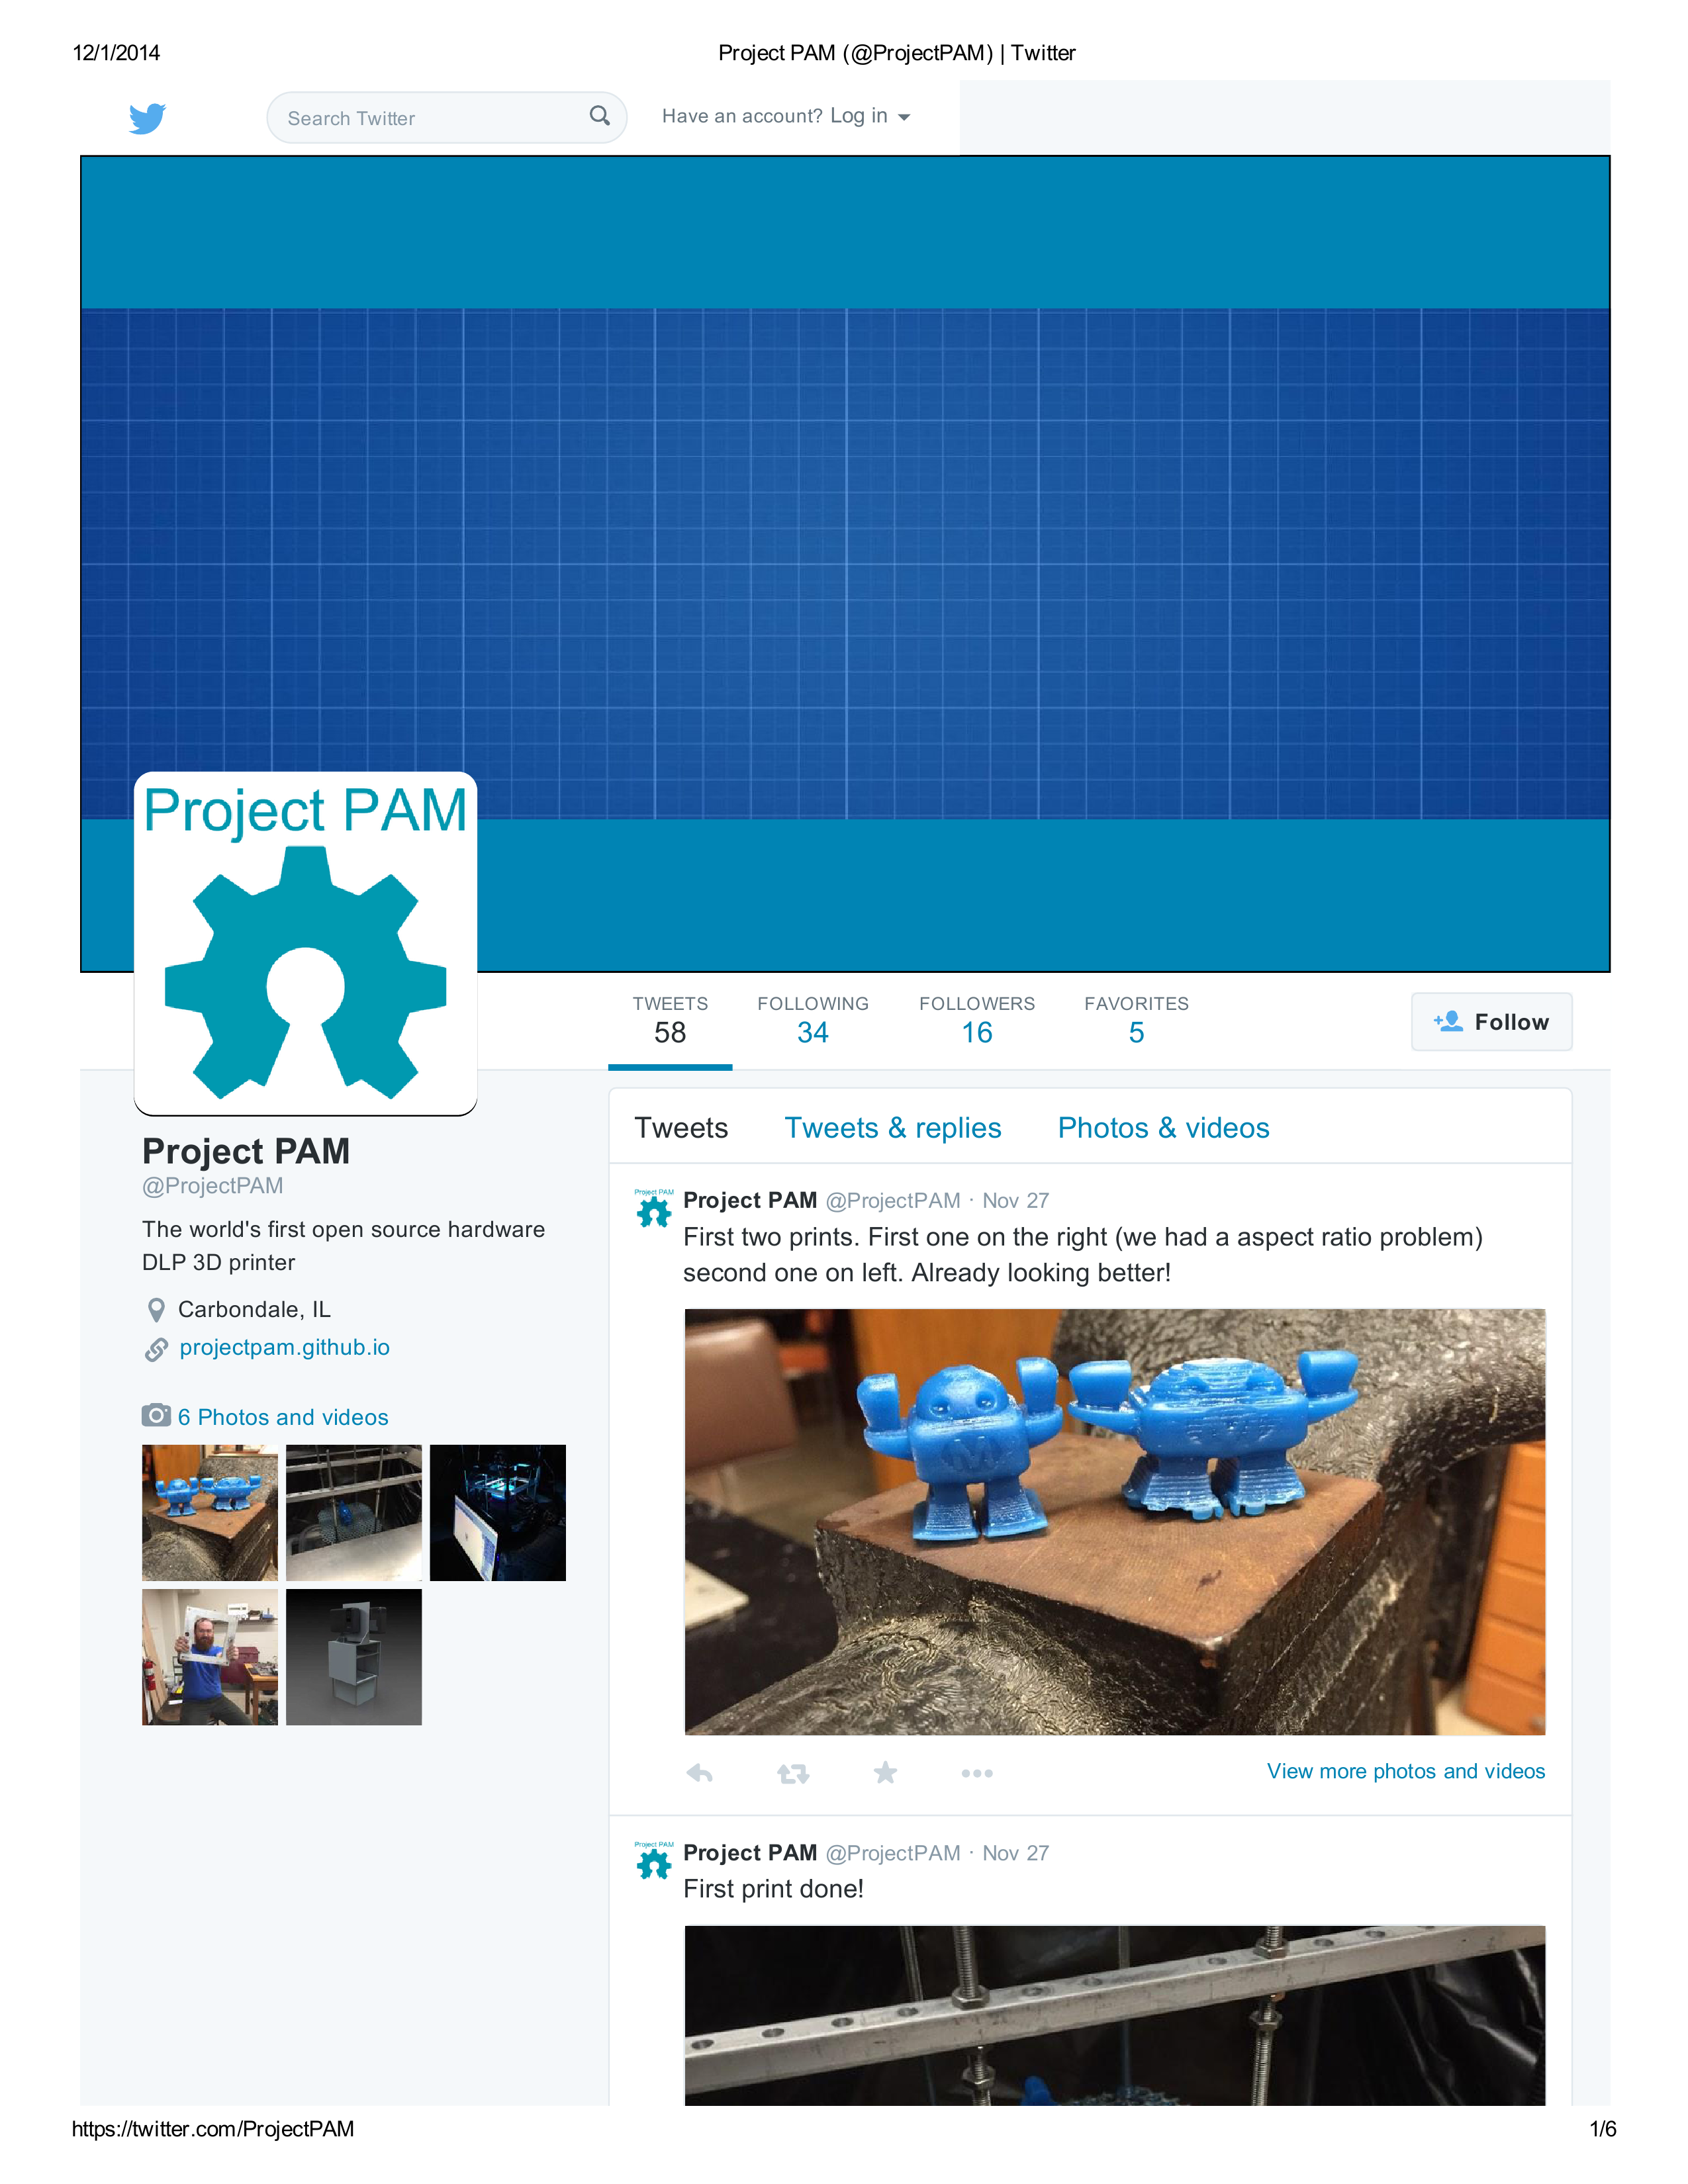 12/1/2014
Project PAM (@ProjectPAM) | Twitter
Search Twitter
Have an account? Log in
Project PAM
TWEETS
58
FOLLOWING
34
FOLLOWERS
16
FAVORITES
5
Follow
Project PAM
@ProjectPAM
The world's first open source hardware
DLP 3D printer
Carbondale, IL
projectpam.github.io
6 Photos and videos
Tweets
Tweets & replies
Photos & videos
Project PAM
Project PAM @ProjectPAM · Nov 27
First two prints. First one on the right (we had a aspect ratio problem)
second one on left. Already looking better!
M
View more photos and videos
Project PAM
Project PAM @ProjectPAM · Nov 27
First print done!
https://twitter.com/ProjectPAM
1/6